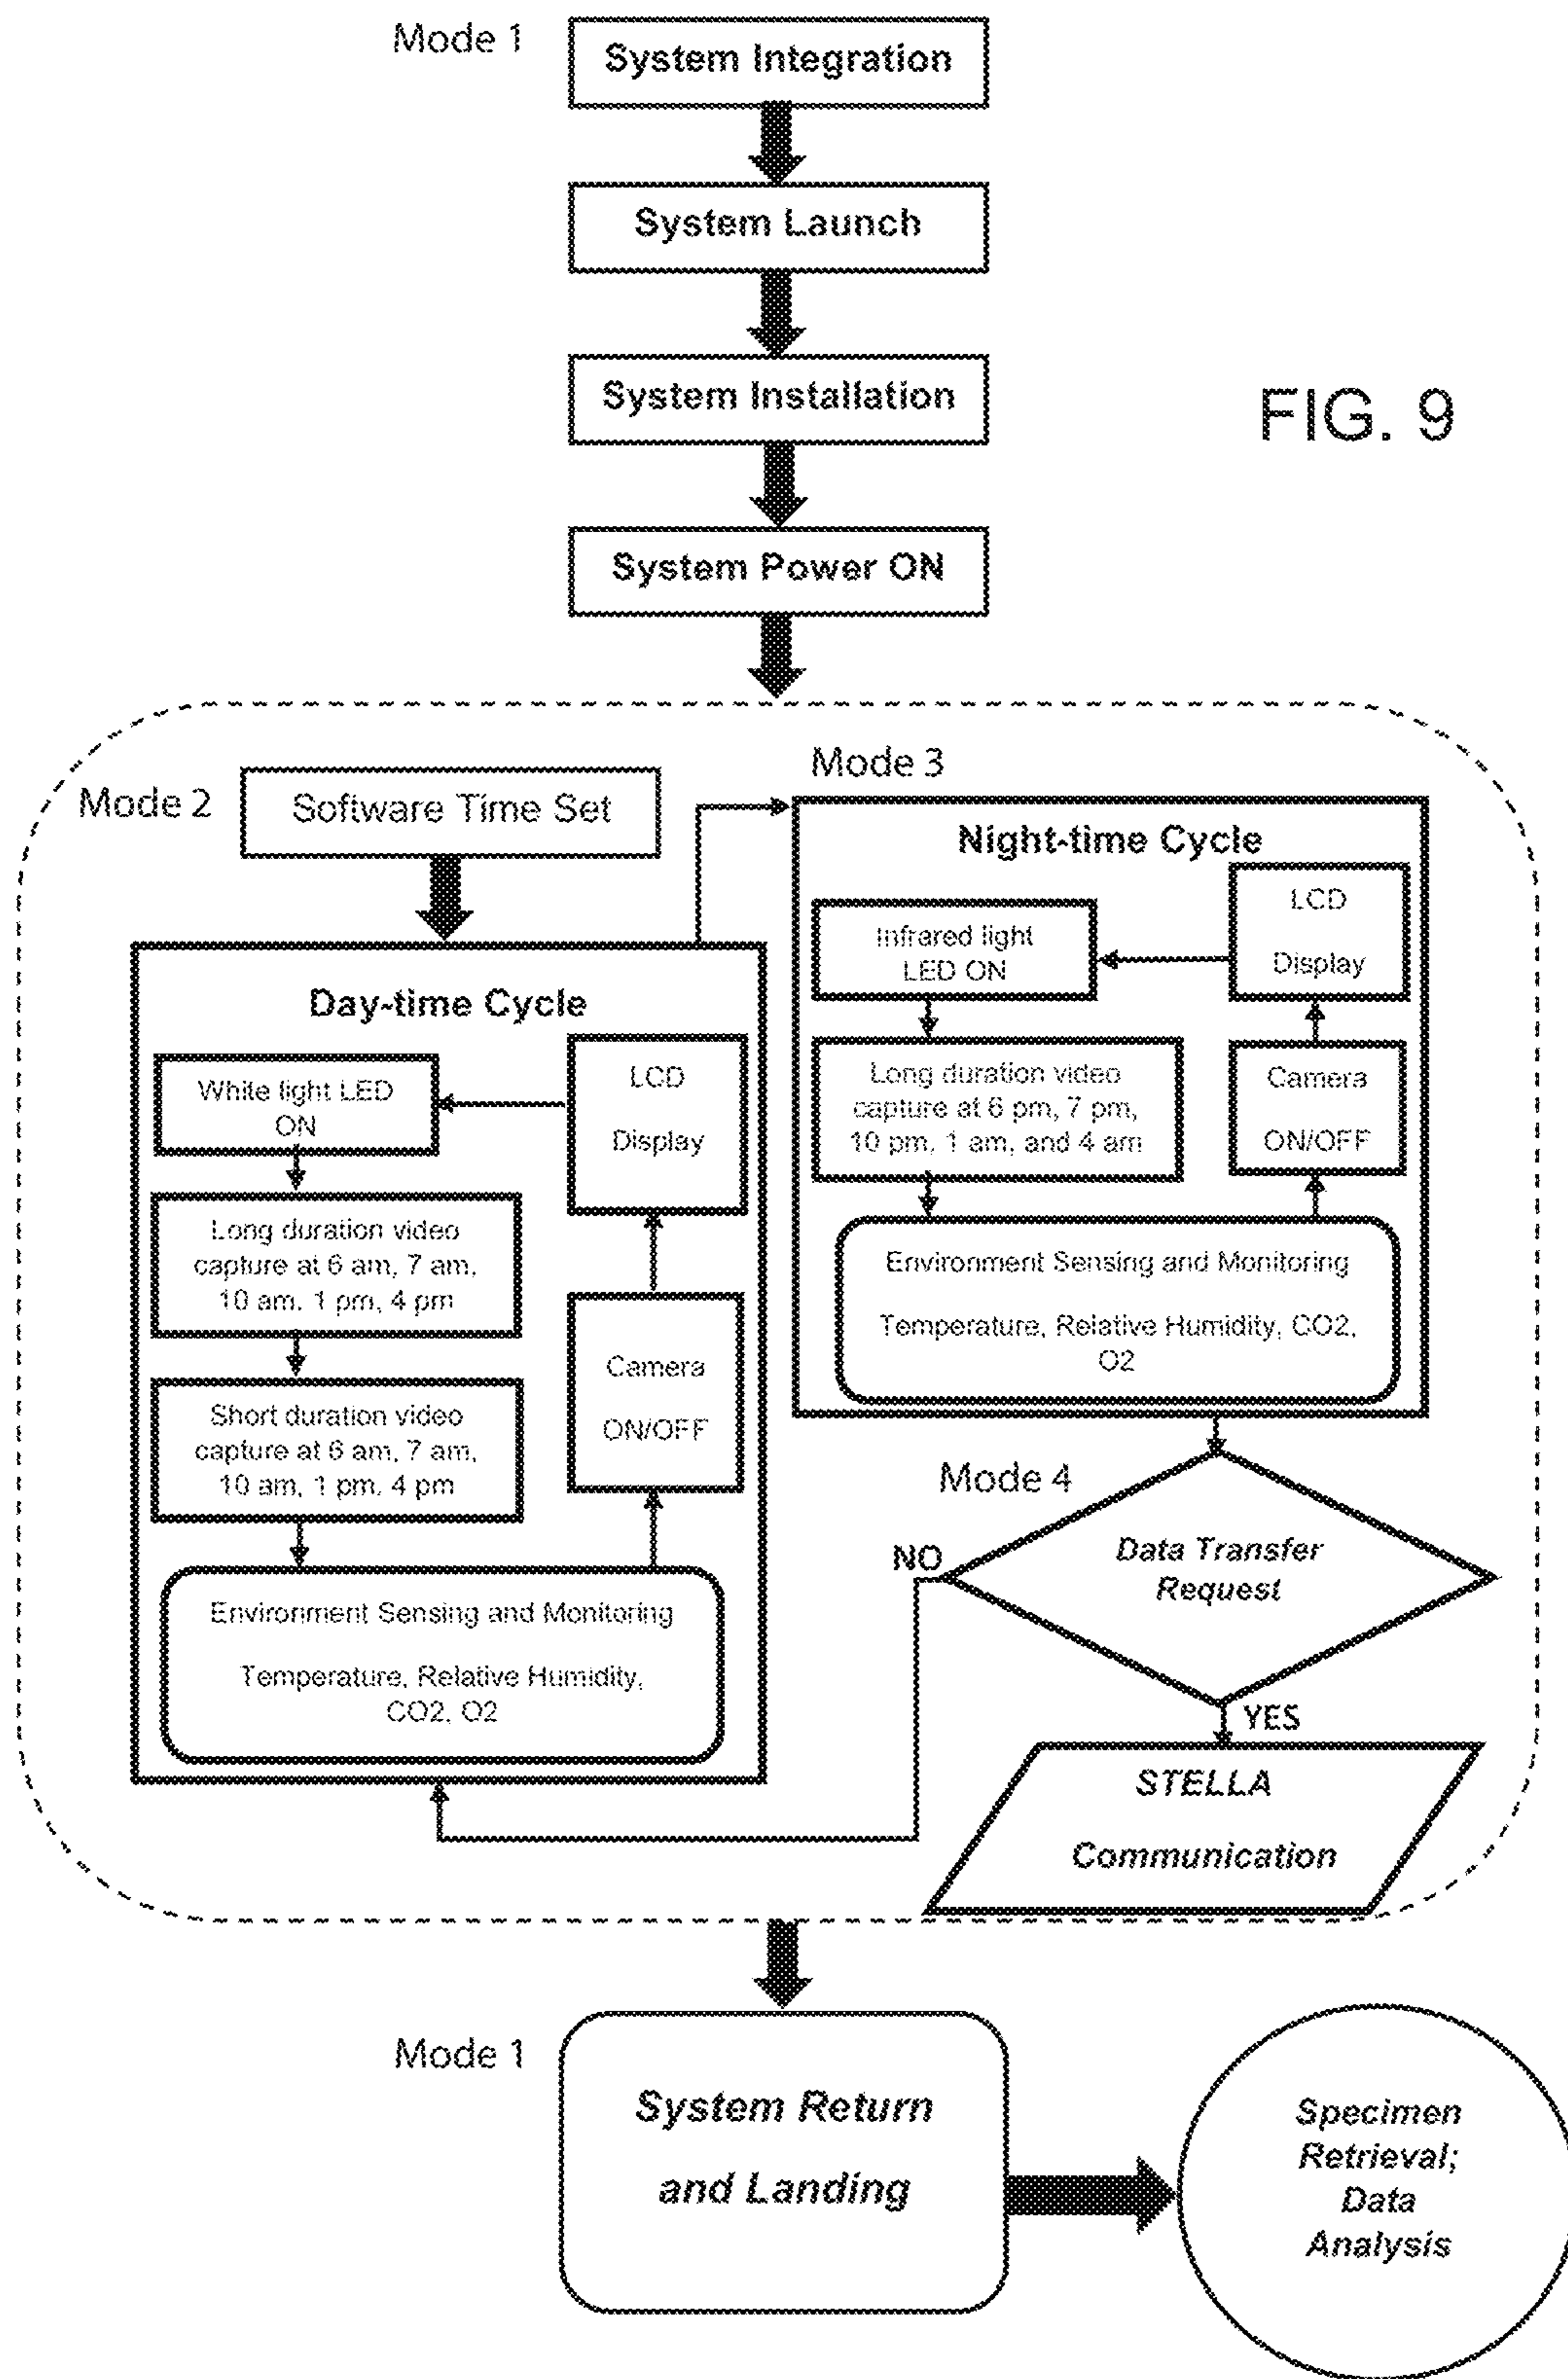 Mode 1
System Integration
System Launch
System Installation
FIG. 9
System Power ON
Mode 2
Software Time Set
Day-time Cycle
White light LED
ON
Long duration video
capture at 6 am, 7 am,
10 am, 1 pm, 4 pm
Short duration video
capture at 6 am, 7 am,
10 am, 1 pm, 4 pm
Environment Sensing and Monitoring
Temperature, Relative Humidity,
CO2, O2
Camera
ON/OFF
LCD
Display
Mode 3
Night-time Cycle
Infrared light
LED ON
Long duration video
capture at 6 pm, 7 pm,
10 pm, 1 am, and 4 am
Environment Sensing and Monitoring
Temperature, Relative Humidity, CO2,
O2
Camera
ON/OFF
LCD
Display
Mode 4
Data Transfer
Request
NO
YES
STELLA
Communication
Mode 1
System Return
and Landing
Specimen
Retrieval;
Data
Analysis